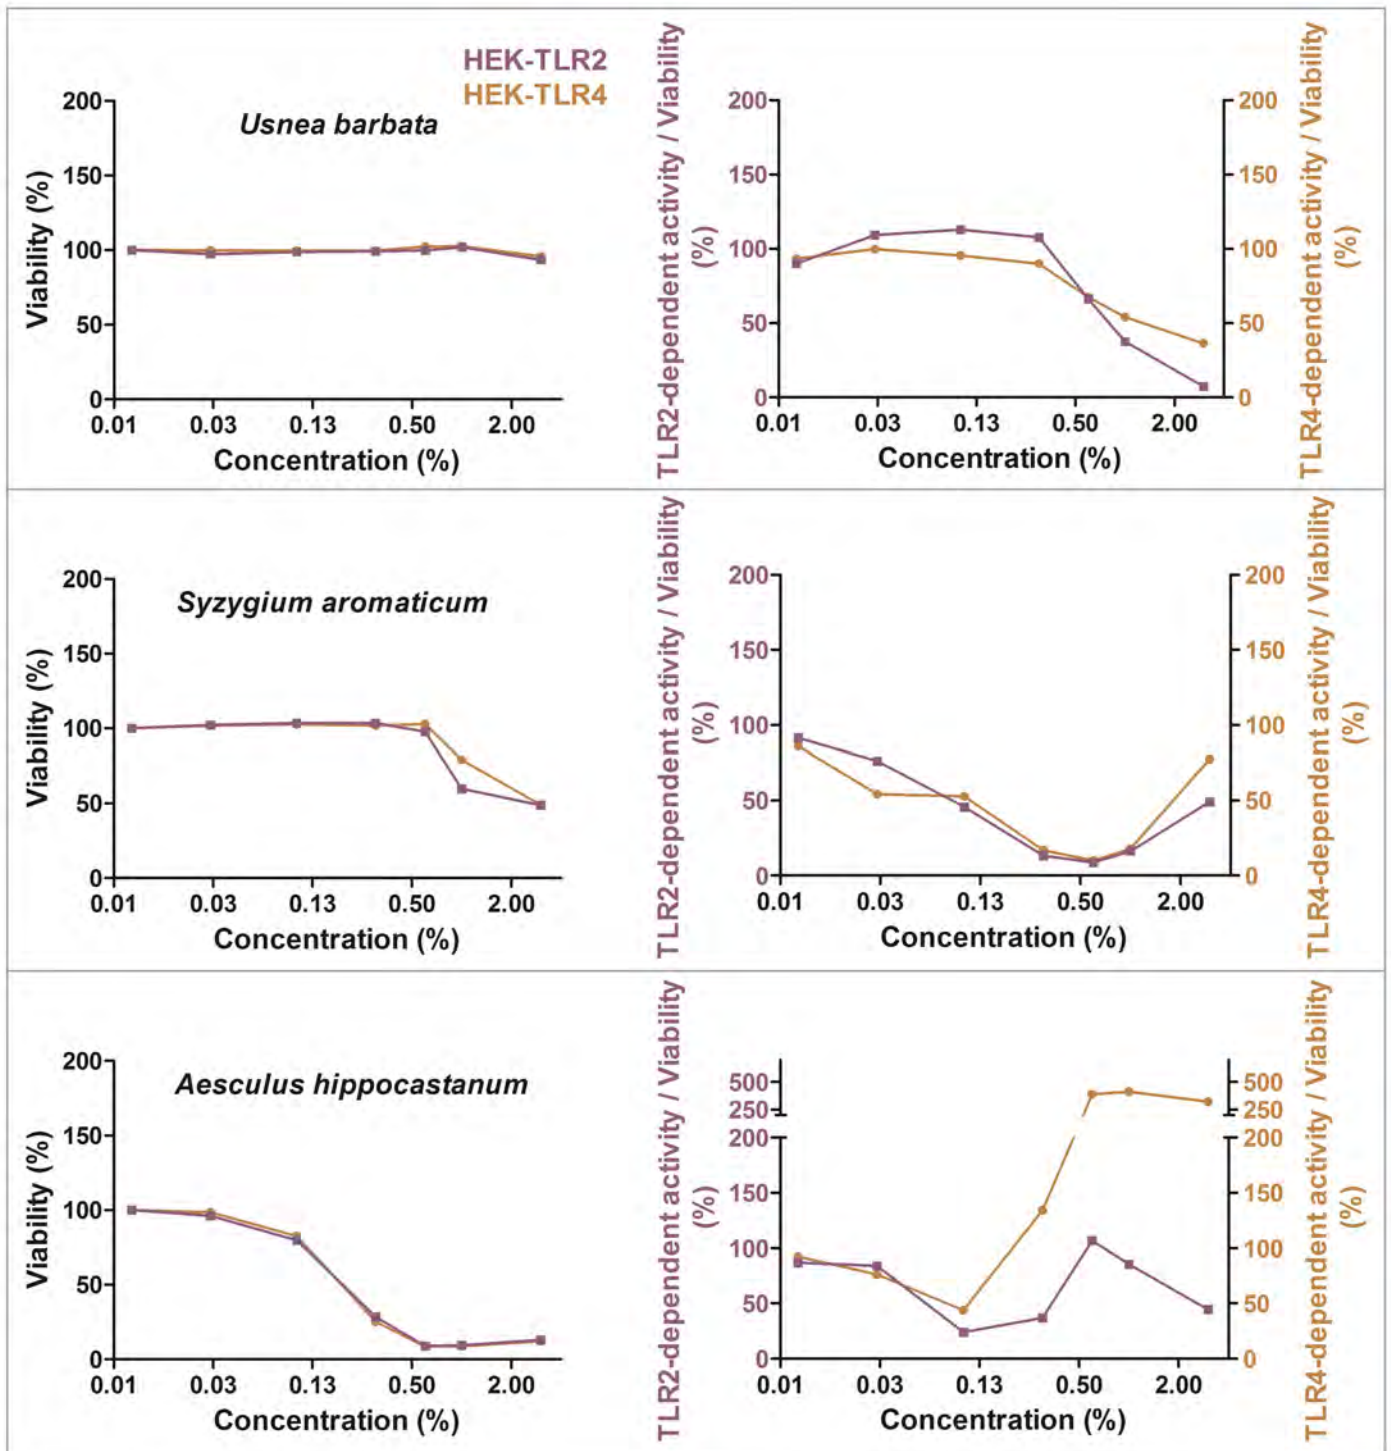 HEK-TLR2
HEK-TLR4
Usnea barbata
Viability (%)
200
150
100
50
0
0.01 0.03 0.13 0.50 2.00
Concentration (%)
TLR2-dependent activity / Viability
(%)
200
150
100
50
0
0.01 0.03 0.13 0.50 2.00
Concentration (%)
200
150
100
50
0
TLR4-dependent activity / Viability
(%)
Syzygium aromaticum
Viability (%)
200
150
100
50
0
0.01 0.03 0.13 0.50 2.00
Concentration (%)
TLR2-dependent activity / Viability
(%)
200
150
100
50
0
0.01 0.03 0.13 0.50 2.00
Concentration (%)
200
150
100
50
0
TLR4-dependent activity / Viability
(%)
Aesculus hippocastanum
Viability (%)
200
150
100
50
0
0.01 0.03 0.13 0.50 2.00
Concentration (%)
TLR2-dependent activity / Viability
(%)
500
250
200
150
100
50
0
0.01 0.03 0.13 0.50 2.00
Concentration (%)
500
250
200
150
100
50
0
TLR4-dependent activity / Viability
(%)